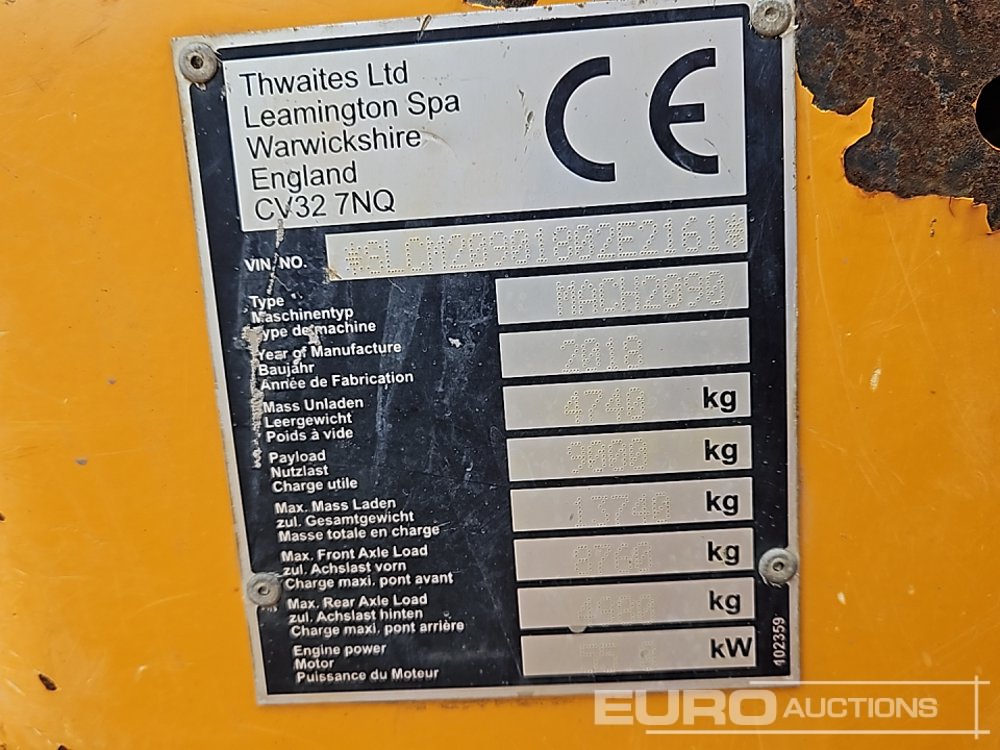 Thwaites Ltd
Leamington Spa
Warwickshire
England
CV32 7NQ
CE
VIN. NO. *SLCM20901802E2161*
Type MACH2090
Maschinentyp
Type de machine
Year of Manufacture 2018
Baujahr
Année de Fabrication
Mass Unladen 4740 kg
Leergewicht
Poids à vide
Payload 9000 kg
Nutzlast
Charge utile
Max. Mass Laden 13740 kg
zul. Gesamtgewicht
Masse totale en charge
Max. Front Axle Load 8760 kg
zul. Achslast vorn
Charge maxi. pont avant
Max. Rear Axle Load kg
zul. Achslast hinten
Charge maxi. pont arrière
Engine power kW
Motor
Puissance du Moteur
102359
EURO AUCTIONS